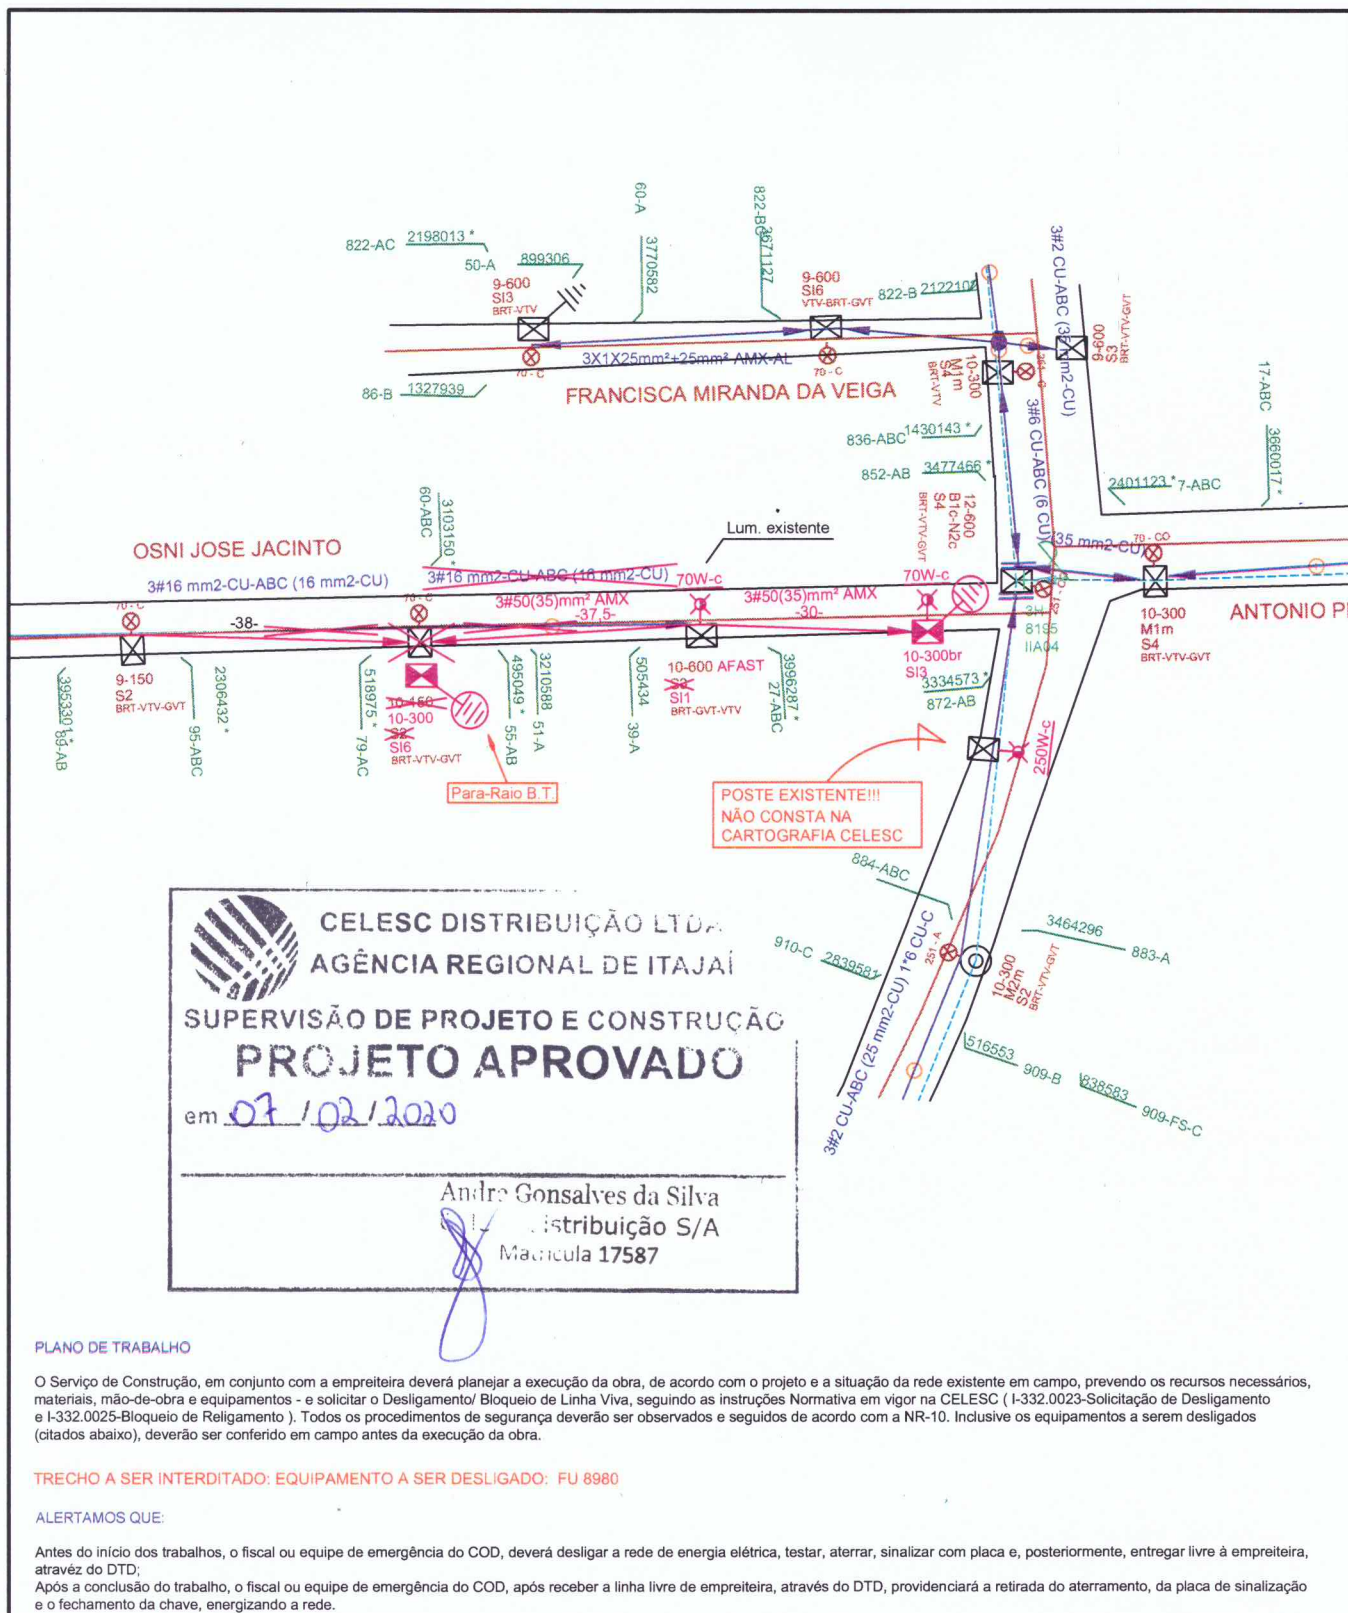 822-AC
2198013 *
50-A
899306
9-600
SI3
BRT-VTV
60-A
3770582
822-BC
3671127
9-600
SI6
VTV-BRT-GVT
822-B
2122102
3#2 CU-ABC (35 mm2-CU)
9-600
S3
BRT-VTV-GVT
70 - C
3X1X25mm²+25mm² AMX-AL
70 - C
10-300
M1m
S4
BRT-VTV
86-B
1327939
FRANCISCA MIRANDA DA VEIGA
3#6 CU-ABC (6 CU)
17-ABC
3660017 *
836-ABC
1430143 *
852-AB
3477466 *
2401123 *
7-ABC
60-ABC
3103150 *
12-600
B1c-N2c
S4
BRT-VTV-GVT
Lum. existente
OSNI JOSE JACINTO
3#16 mm2-CU-ABC (16 mm2-CU)
3#16 mm2-CU-ABC (16 mm2-CU)
70W-c
70W-c
(35 mm2-CU)
70 - CO
70 - C
70 - C
3#50(35)mm² AMX
-37,5-
3#50(35)mm² AMX
-30-
-38-
3H
8195
IIA04
10-300
M1m
S4
BRT-VTV-GVT
9-150
S2
BRT-VTV-GVT
3953301 *
89-AB
2306432 *
95-ABC
518975 *
79-AC
10-150
10-300
S2
SI6
BRT-VTV-GVT
495049 *
55-AB
3210588
51-A
505434
39-A
10-600 AFAST
S3
SI1
BRT-GVT-VTV
3996287 *
27-ABC
10-300br
SI3
3334573 *
872-AB
250W-c
Para-Raio B.T.
POSTE EXISTENTE!!!
NÃO CONSTA NA
CARTOGRAFIA CELESC
884-ABC
910-C
2839581
251 - A
3464296
883-A
10-300
M2m
S2
BRT-VTV-GVT
3#2 CU-ABC (25 mm2-CU) 1*6 CU-C
516553
909-B
838583
909-FS-C
CELESC DISTRIBUIÇÃO LTDA
AGÊNCIA REGIONAL DE ITAJAÍ
SUPERVISÃO DE PROJETO E CONSTRUÇÃO
PROJETO APROVADO
em 07 / 02 / 2020
Andre Gonsalves da Silva
istribuição S/A
Matricula 17587
PLANO DE TRABALHO
O Serviço de Construção, em conjunto com a empreiteira deverá planejar a execução da obra, de acordo com o projeto e a situação da rede existente em campo, prevendo os recursos necessários,
materiais, mão-de-obra e equipamentos - e solicitar o Desligamento/ Bloqueio de Linha Viva, seguindo as instruções Normativa em vigor na CELESC ( I-332.0023-Solicitação de Desligamento
e I-332.0025-Bloqueio de Religamento ). Todos os procedimentos de segurança deverão ser observados e seguidos de acordo com a NR-10. Inclusive os equipamentos a serem desligados
(citados abaixo), deverão ser conferido em campo antes da execução da obra.
TRECHO A SER INTERDITADO: EQUIPAMENTO A SER DESLIGADO: FU 8980
ALERTAMOS QUE:
Antes do início dos trabalhos, o fiscal ou equipe de emergência do COD, deverá desligar a rede de energia elétrica, testar, aterrar, sinalizar com placa e, posteriormente, entregar livre à empreiteira,
atravéz do DTD;
Após a conclusão do trabalho, o fiscal ou equipe de emergência do COD, após receber a linha livre de empreiteira, através do DTD, providenciará a retirada do aterramento, da placa de sinalização
e o fechamento da chave, energizando a rede.